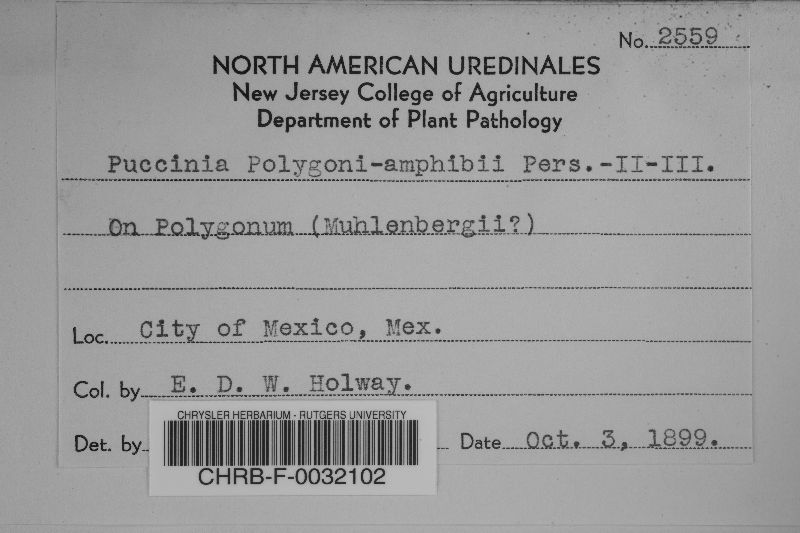 No. 2559
NORTH AMERICAN UREDINALES
New Jersey College of Agriculture
Department of Plant Pathology
Puccinia Polygoni-amphibii Pers.-II-III.
On Polygonum (Muhlenbergii?)
Loc. City of Mexico, Mex.
Col. by E. D. W. Holway.
Det. by
Date Oct. 3, 1899.
CHRYSLER HERBARIUM - RUTGERS UNIVERSITY
CHRB-F-0032102